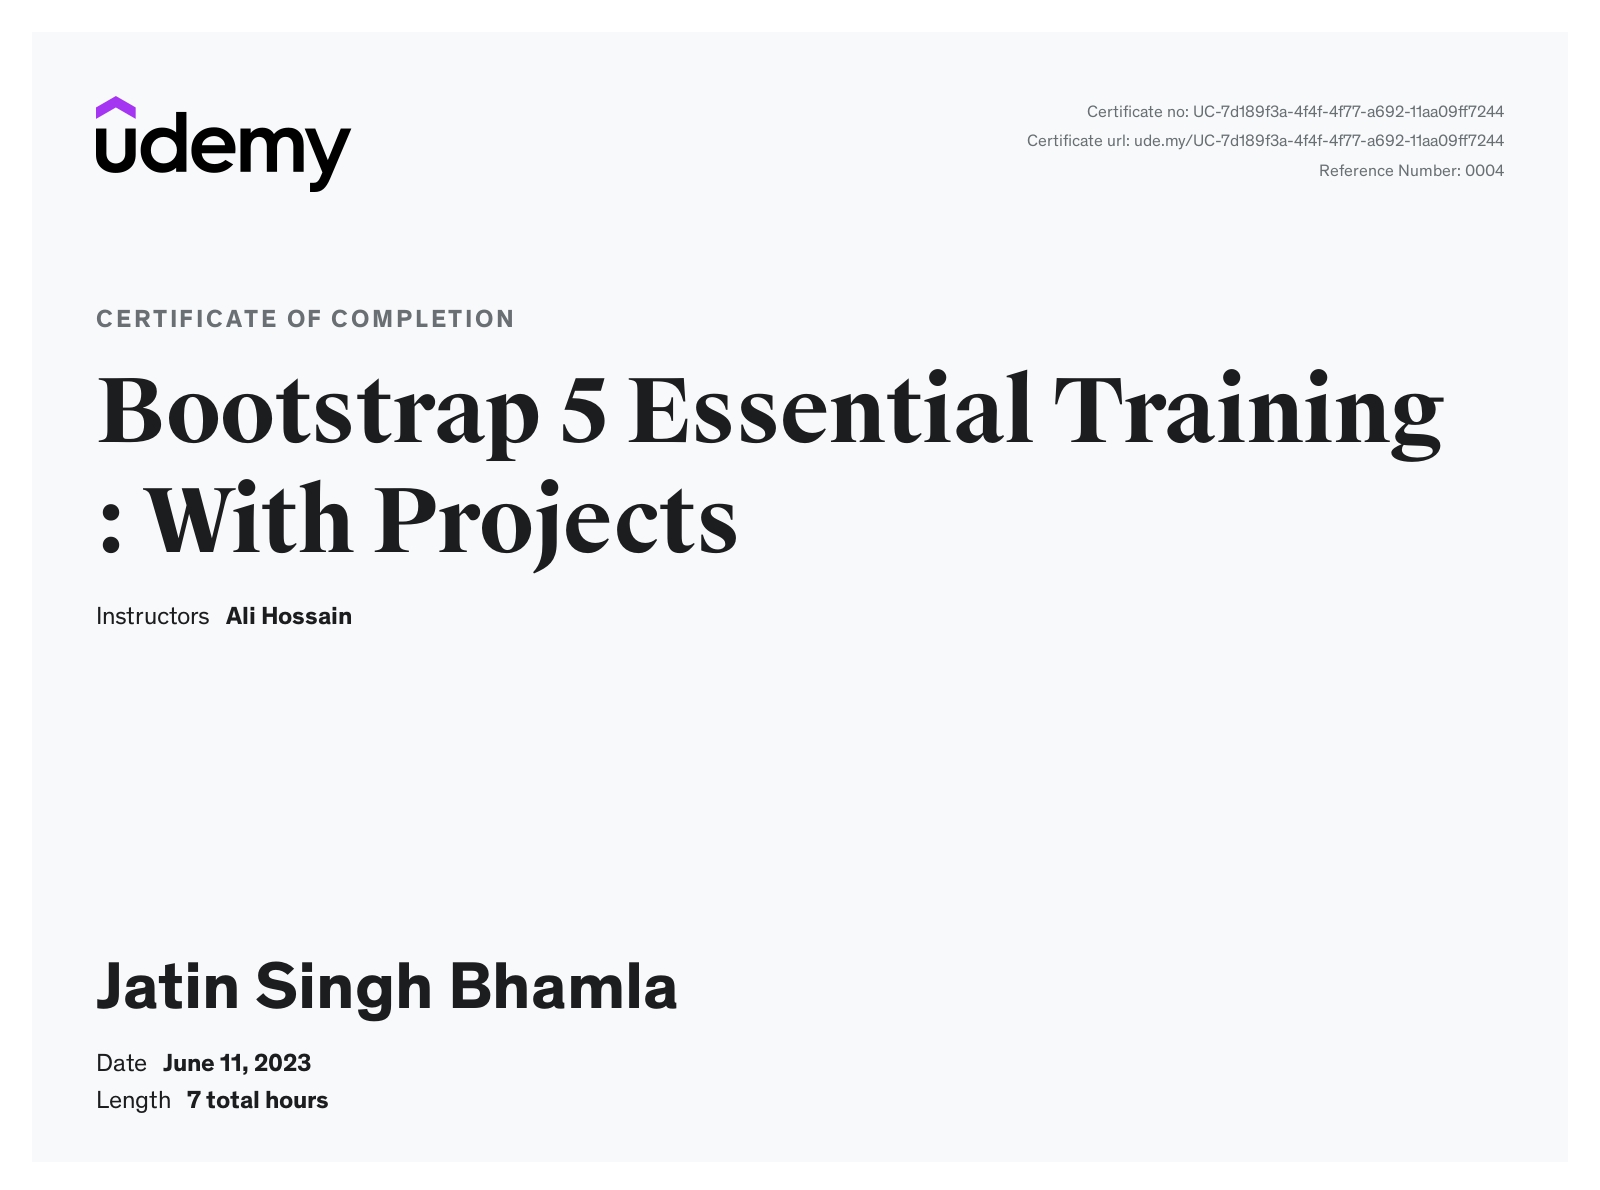 udemy
Certificate no: UC-7d189f3a-4f4f-4f77-a692-11aa09ff7244
Certificate url: ude.my/UC-7d189f3a-4f4f-4f77-a692-11aa09ff7244
Reference Number: 0004
CERTIFICATE OF COMPLETION
Bootstrap 5 Essential Training
: With Projects
Instructors Ali Hossain
Jatin Singh Bhamla
Date June 11, 2023
Length 7 total hours